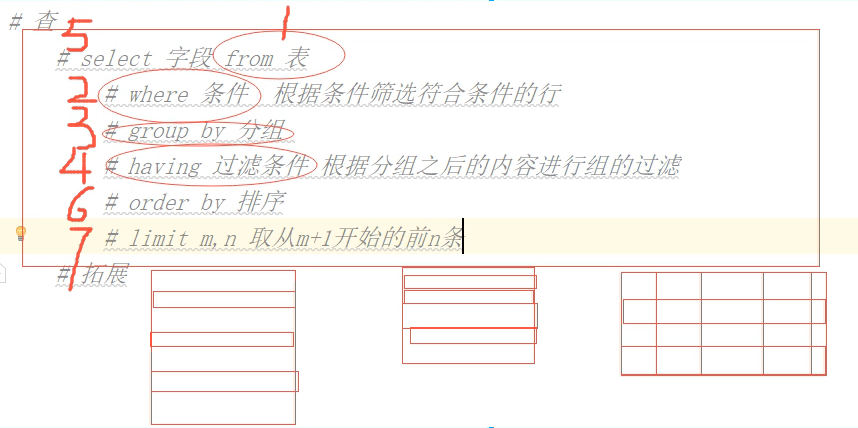 # 查
5 1
# select 字段 from 表
2 # where 条件 根据条件筛选符合条件的行
3 # group by 分组
4 # having 过滤条件 根据分组之后的内容进行组的过滤
6 # order by 排序
7 # limit m,n 取从m+1开始的前n条
# 拓展